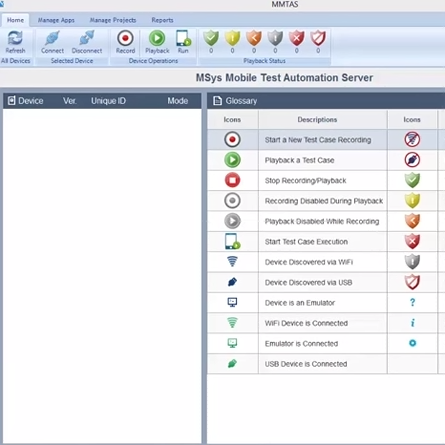 MMTAS
Home Manage Apps Manage Projects Reports
Refresh Connect Disconnect Record Playback Run 0 0 0 0 0 0
All Devices Selected Device Device Operations Playback Status
MSys Mobile Test Automation Server
Device Ver. Unique ID Mode Glossary
Icons Descriptions Icons
Start a New Test Case Recording
Playback a Test Case
Stop Recording/Playback
Recording Disabled During Playback
Playback Disabled While Recording
Start Test Case Execution
Device Discovered via WiFi
Device Discovered via USB
Device is an Emulator
WiFi Device is Connected
Emulator is Connected
USB Device is Connected